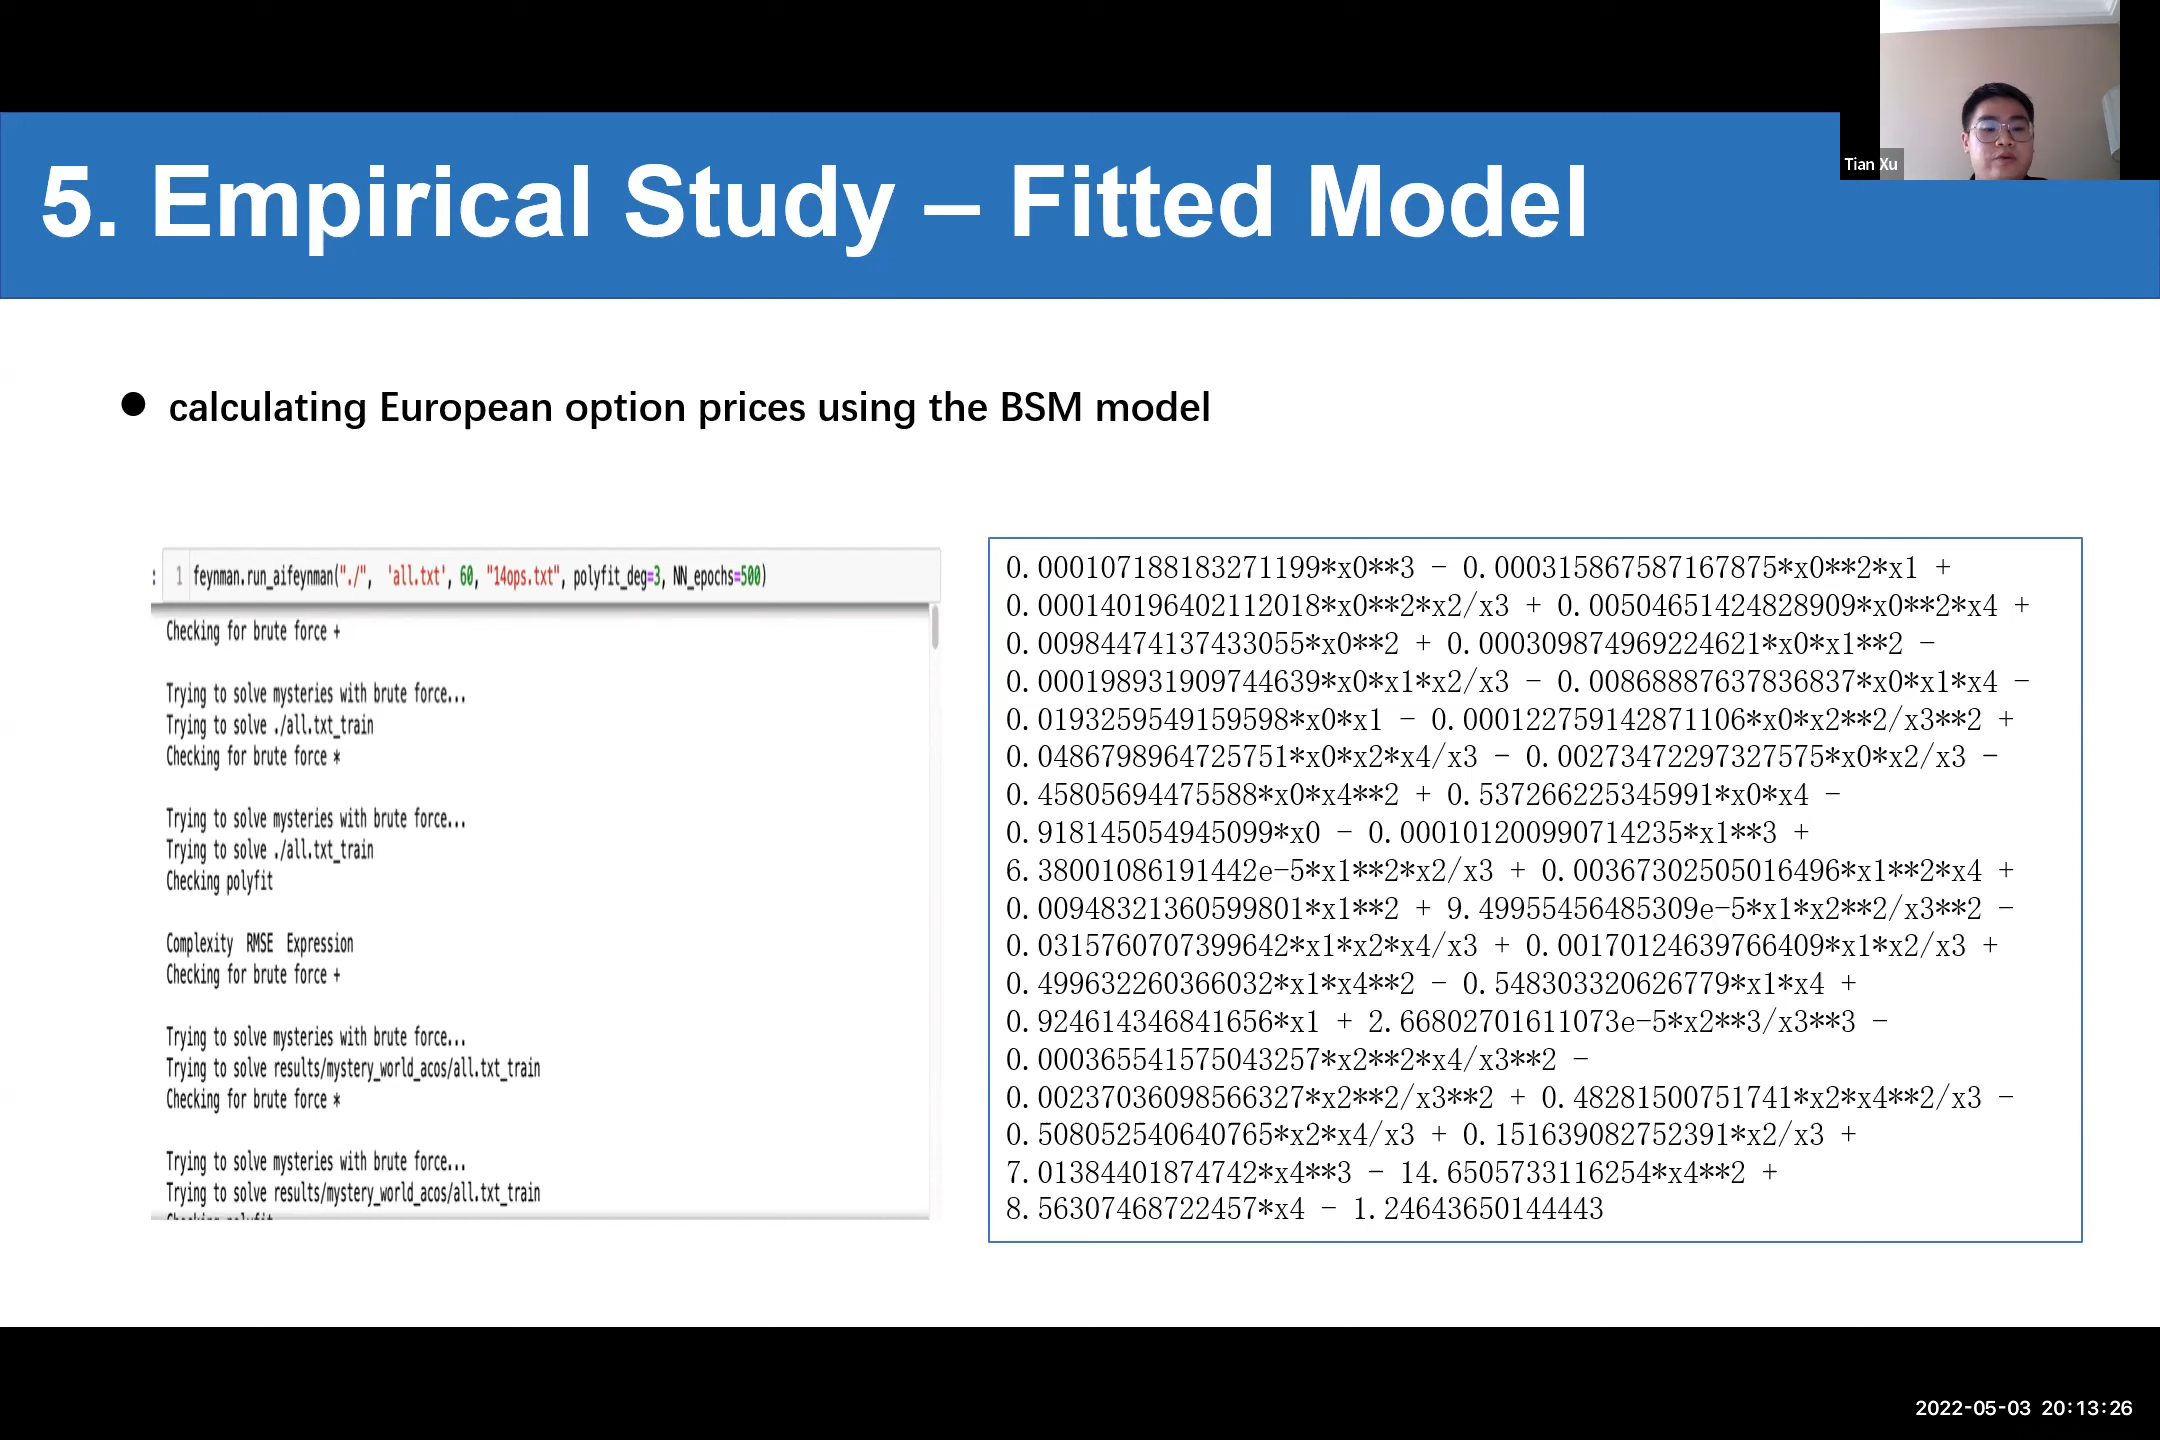 Tian Xu
5. Empirical Study – Fitted Model
● calculating European option prices using the BSM model
: 1 feynman.run_aifeynman("./", 'all.txt', 60, "14ops.txt", polyfit_deg=3, NN_epochs=500)
Checking for brute force +
Trying to solve mysteries with brute force...
Trying to solve ./all.txt_train
Checking for brute force *
Trying to solve mysteries with brute force...
Trying to solve ./all.txt_train
Checking polyfit
Complexity RMSE Expression
Checking for brute force +
Trying to solve mysteries with brute force...
Trying to solve results/mystery_world_acos/all.txt_train
Checking for brute force *
Trying to solve mysteries with brute force...
Trying to solve results/mystery_world_acos/all.txt_train
Checking polyfit
0.000107188183271199*x0**3 - 0.000315867587167875*x0**2*x1 +
0.000140196402112018*x0**2*x2/x3 + 0.00504651424828909*x0**2*x4 +
0.00984474137433055*x0**2 + 0.000309874969224621*x0*x1**2 -
0.000198931909744639*x0*x1*x2/x3 - 0.00868887637836837*x0*x1*x4 -
0.0193259549159598*x0*x1 - 0.000122759142871106*x0*x2**2/x3**2 +
0.0486798964725751*x0*x2*x4/x3 - 0.00273472297327575*x0*x2/x3 -
0.45805694475588*x0*x4**2 + 0.537266225345991*x0*x4 -
0.918145054945099*x0 - 0.000101200990714235*x1**3 +
6.38001086191442e-5*x1**2*x2/x3 + 0.00367302505016496*x1**2*x4 +
0.00948321360599801*x1**2 + 9.49955456485309e-5*x1*x2**2/x3**2 -
0.0315760707399642*x1*x2*x4/x3 + 0.00170124639766409*x1*x2/x3 +
0.499632260366032*x1*x4**2 - 0.548303320626779*x1*x4 +
0.924614346841656*x1 + 2.66802701611073e-5*x2**3/x3**3 -
0.000365541575043257*x2**2*x4/x3**2 -
0.00237036098566327*x2**2/x3**2 + 0.48281500751741*x2*x4**2/x3 -
0.508052540640765*x2*x4/x3 + 0.151639082752391*x2/x3 +
7.01384401874742*x4**3 - 14.6505733116254*x4**2 +
8.56307468722457*x4 - 1.24643650144443
2022-05-03 20:13:26